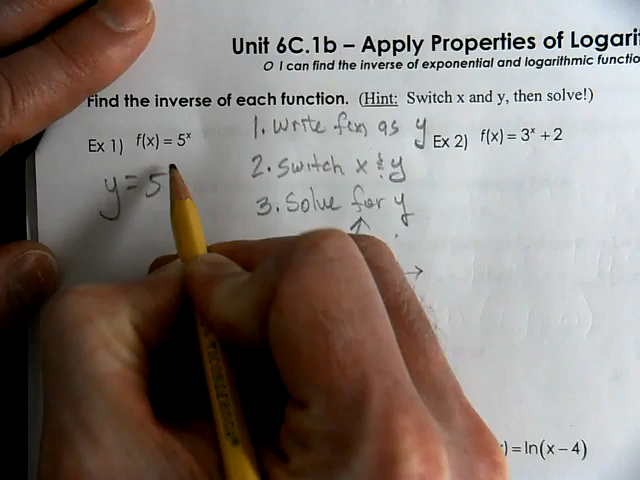 Unit 6C.1b – Apply Properties of Logari
O I can find the inverse of exponential and logarithmic functio
Find the inverse of each function. (Hint: Switch x and y, then solve!)
Ex 1) f(x) = 5ˣ
y = 5
1. Write f(x) as y
2. Switch x & y
3. Solve for y
Ex 2) f(x) = 3ˣ + 2
) = ln(x – 4)